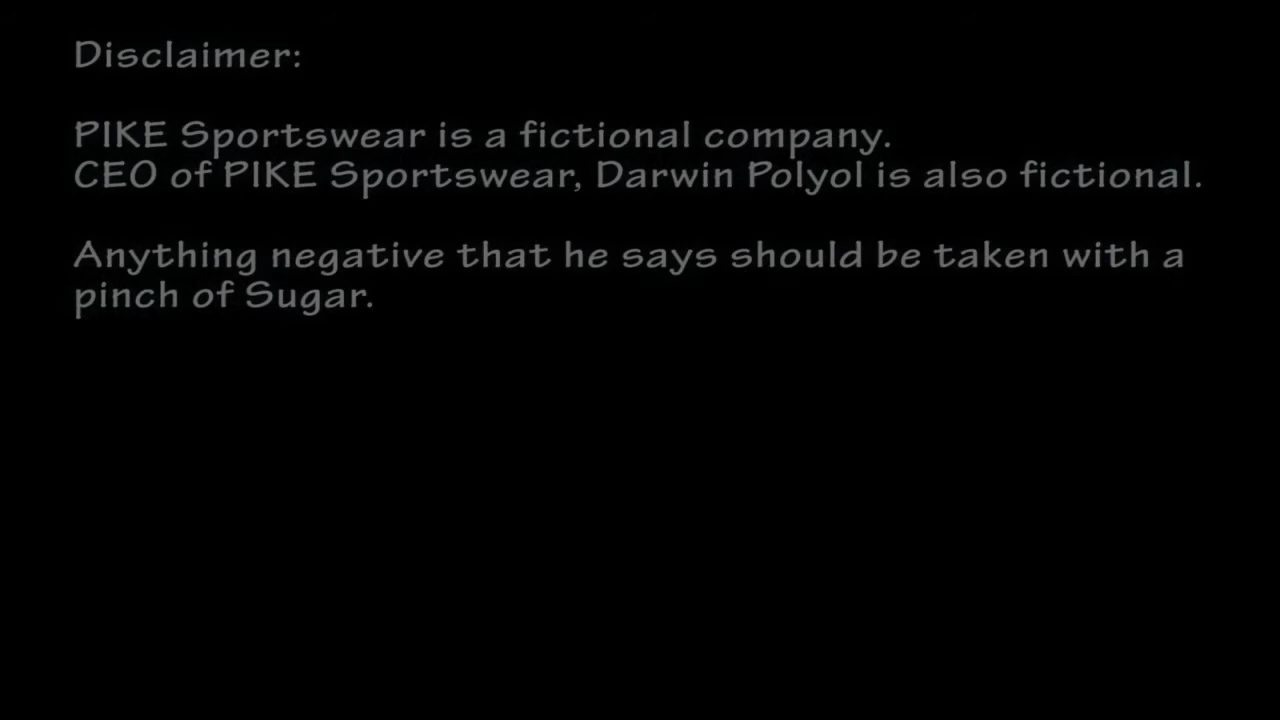 Disclaimer:
PIKE Sportswear is a fictional company.
CEO of PIKE Sportswear, Darwin Polyol is also fictional.
Anything negative that he says should be taken with a
pinch of Sugar.